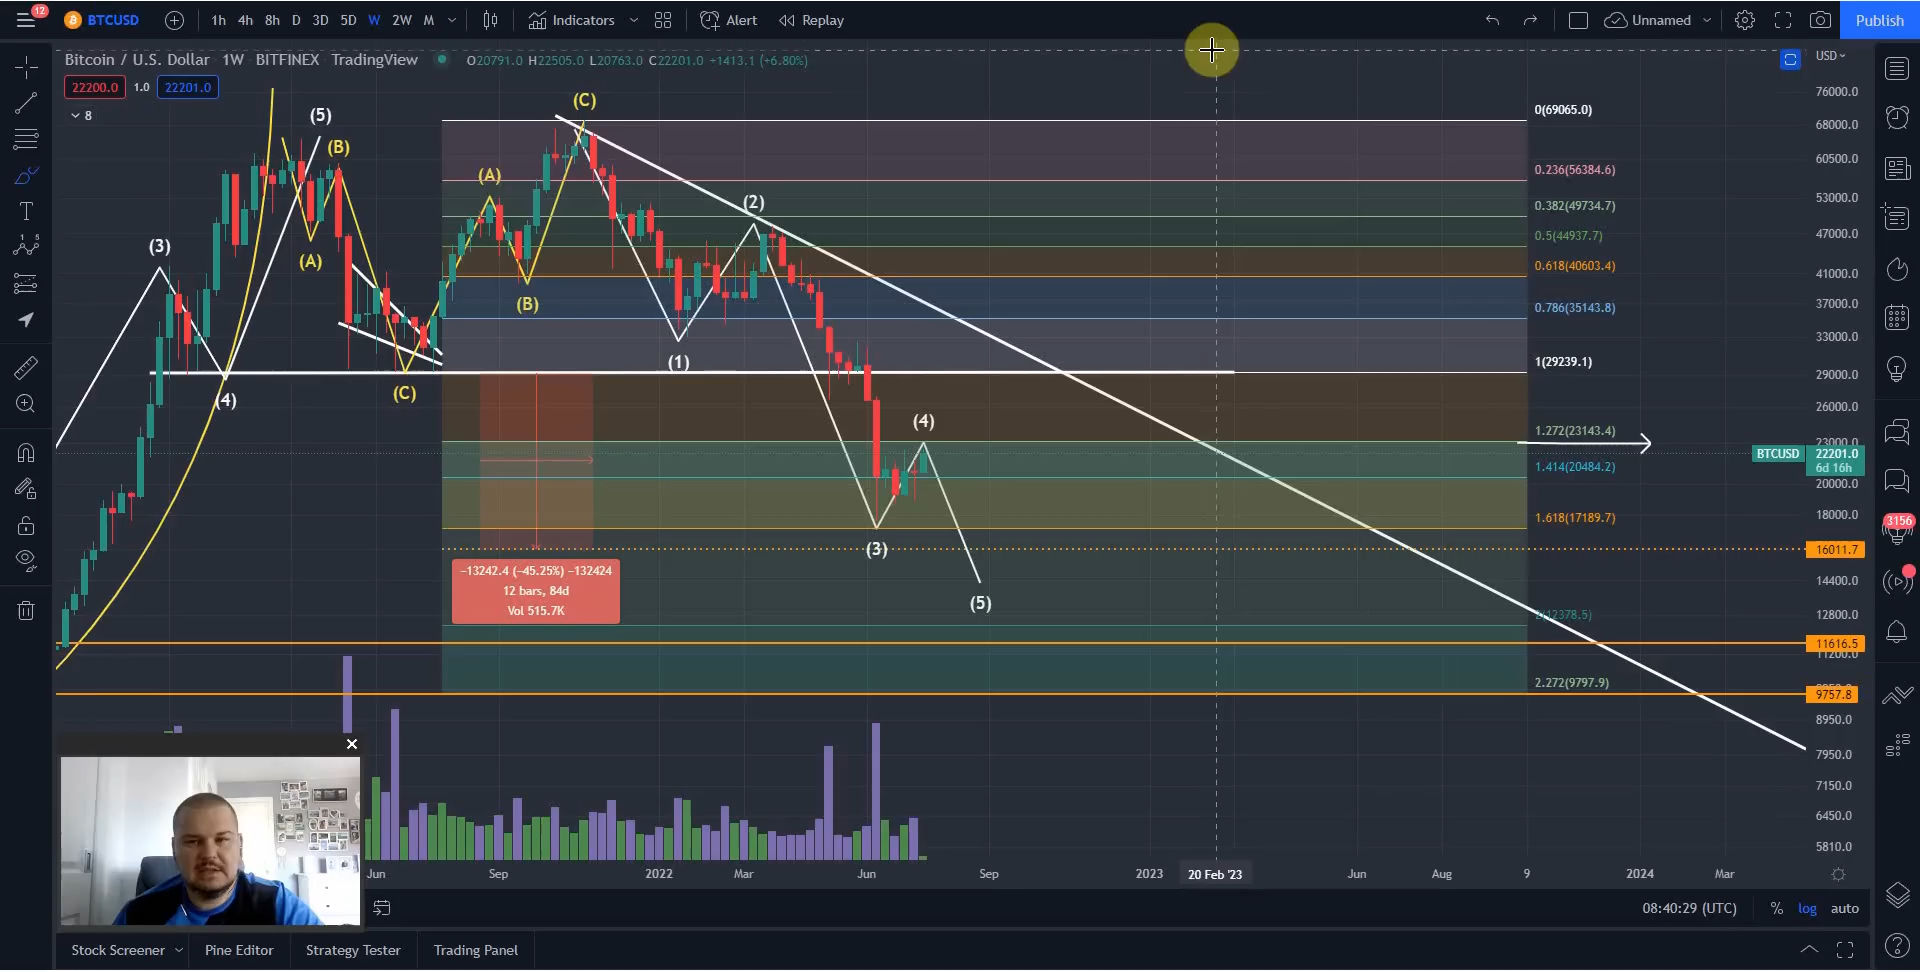 12
BTCUSD
1h 4h 8h D 3D 5D W 2W M
Indicators
Alert
Replay
Unnamed
Publish
Bitcoin / U.S. Dollar 1W BITFINEX TradingView
O20791.0 H22505.0 L20763.0 C22201.0 +1413.1 (+6.80%)
22200.0 1.0 22201.0
8
USD
76000.0
68000.0
60500.0
53000.0
47000.0
41000.0
37000.0
33000.0
29000.0
26000.0
23000.0
BTCUSD 22201.0
6d 16h
20000.0
18000.0
16011.7
14400.0
12800.0
11616.5
11200.0
9757.8
8950.0
7950.0
7150.0
6450.0
5810.0
0(69065.0)
0.236(56384.6)
0.382(49734.7)
0.5(44937.7)
0.618(40603.4)
0.786(35143.8)
1(29239.1)
1.272(23143.4)
1.414(20484.2)
1.618(17189.7)
2(12378.5)
2.272(9797.9)
(3)
(4)
(5)
(A)
(B)
(C)
(A)
(B)
(C)
(1)
(2)
(3)
(4)
(5)
−13242.4 (−45.25%) −132424
12 bars, 84d
Vol 515.7K
3156
Jun Sep 2022 Mar Jun Sep 2023 20 Feb '23 Jun Aug 9 2024 Mar
08:40:29 (UTC) % log auto
Stock Screener Pine Editor Strategy Tester Trading Panel